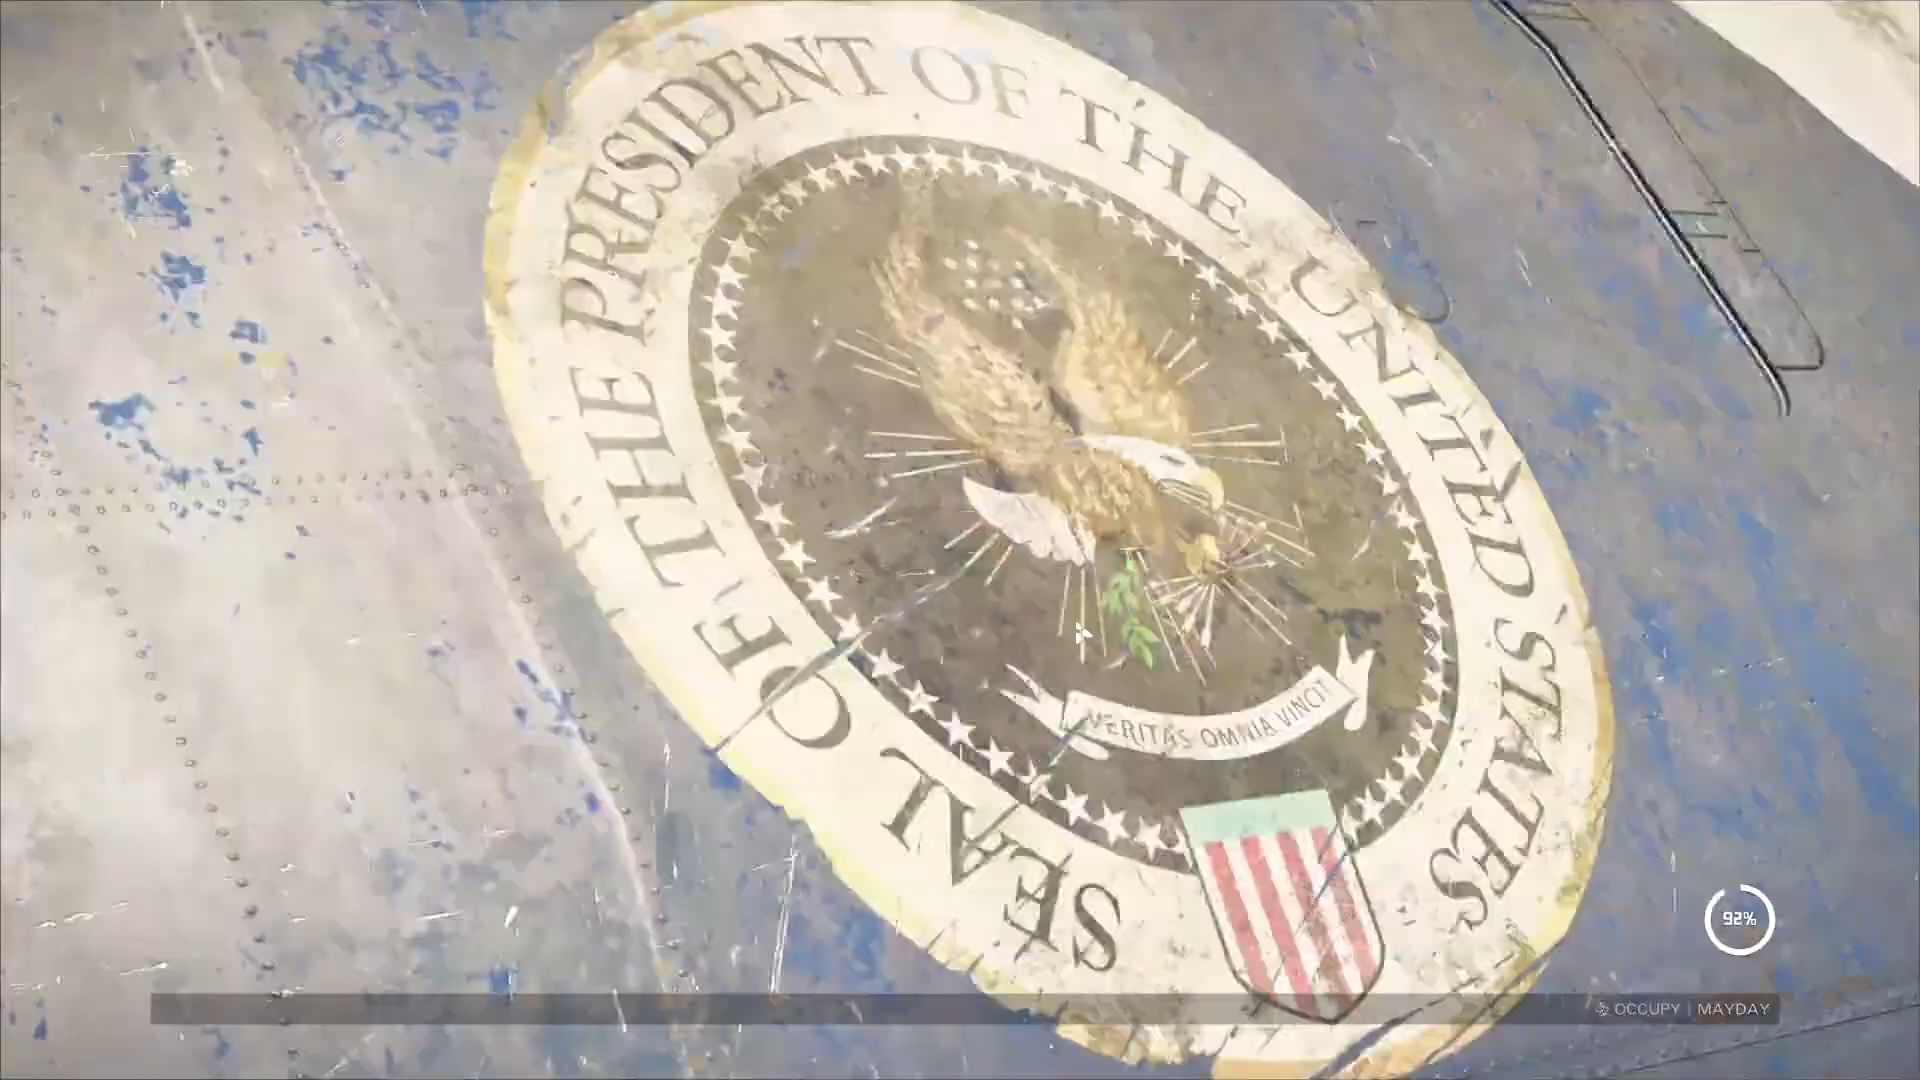 SEAL OF THE PRESIDENT OF THE UNITED STATES
VERITAS OMNIA VINCIT
92%
OCCUPY | MAYDAY